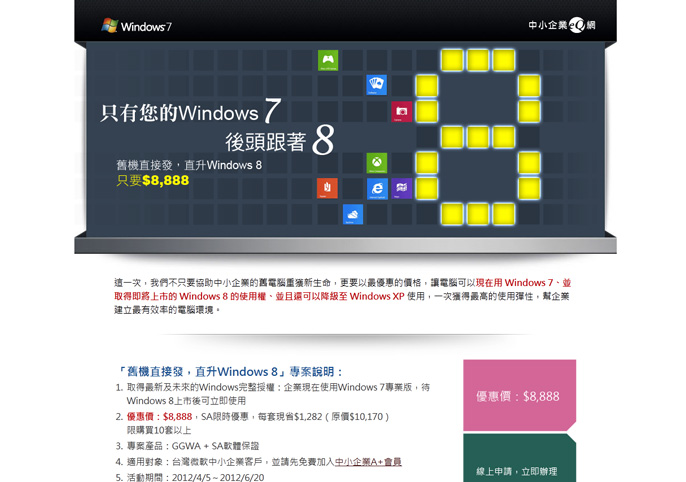 Windows 7
中小企業eQ網
只有您的Windows 7
後頭跟著 8
舊機直接發，直升Windows 8
只要$8,888
這一次，我們不只要協助中小企業的舊電腦重獲新生命，更要以最優惠的價格，讓電腦可以現在用 Windows 7、並
取得即將上市的 Windows 8 的使用權、並且還可以降級至 Windows XP 使用，一次獲得最高的使用彈性，幫企業
建立最有效率的電腦環境。
「舊機直接發，直升Windows 8」專案說明：
1. 取得最新及未來的Windows完整授權：企業現在使用Windows 7專業版，待
Windows 8上市後可立即使用
2. 優惠價：$8,888，SA限時優惠，每套現省$1,282（原價$10,170）
限購買10套以上
3. 專案產品：GGWA + SA軟體保證
4. 適用對象：台灣微軟中小企業客戶，並請先免費加入中小企業A+會員
5. 活動期間：2012/4/5~2012/6/20
優惠價：$8,888
線上申請，立即辦理